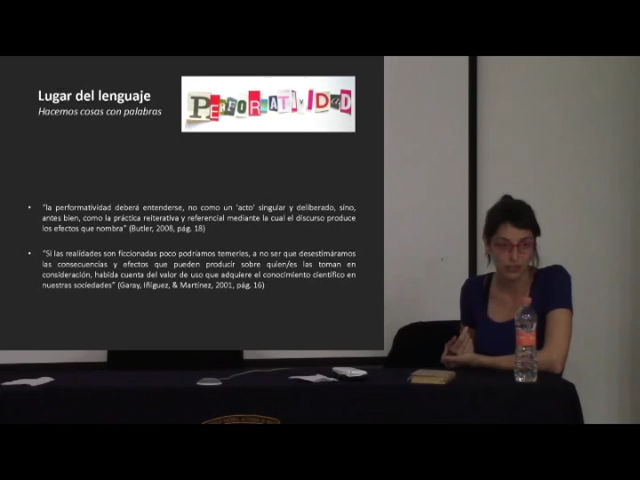 Lugar del lenguaje
Hacemos cosas con palabras
PERFORMATIVIDAD
• "la performatividad deberá entenderse, no como un 'acto' singular y deliberado, sino,
antes bien, como la práctica reiterativa y referencial mediante la cual el discurso produce
los efectos que nombra" (Butler, 2008, pág. 18)
• "Si las realidades son ficcionadas poco podríamos temerles, a no ser que desestimáramos
las consecuencias y efectos que pueden producir sobre quien/es las toman en
consideración, habida cuenta del valor de uso que adquiere el conocimiento científico en
nuestras sociedades" (Garay, Iñiguez, & Martínez, 2001, pág. 16)